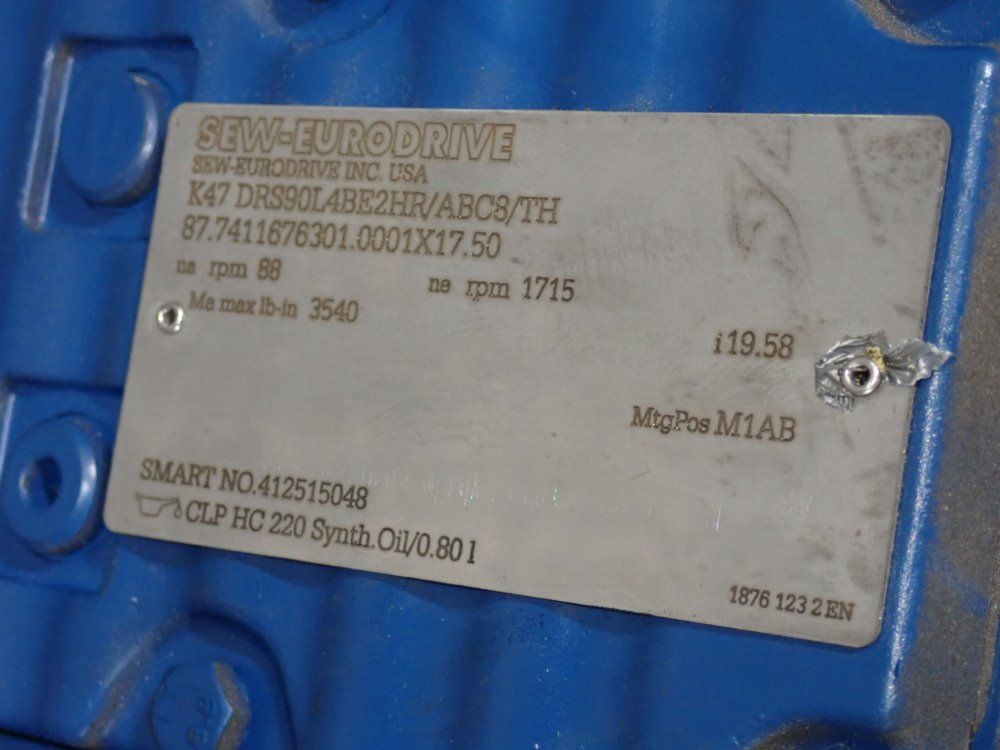 SEW-EURODRIVE
SEW-EURODRIVE INC. USA
K47 DRS90L4BE2HR/ABC8/TH
87.7411676301.0001X17.50
na rpm 88 ne rpm 1715
Ma max lb-in 3540
i 19.58
MtgPos M1AB
SMART NO.412515048
CLP HC 220 Synth.Oil/0.80 l
1876 123 2 EN